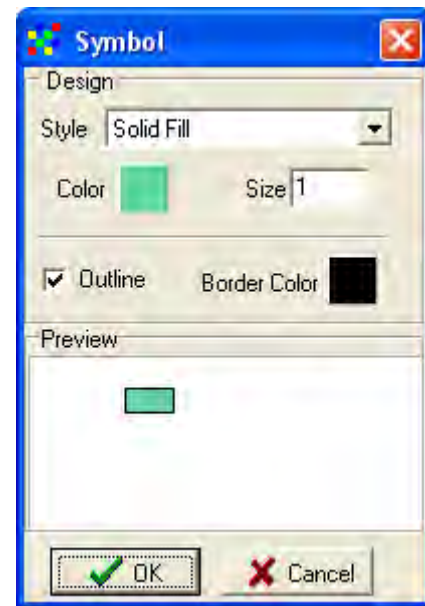 Symbol
Design
Style Solid Fill
Color Size 1
Outline Border Color
Preview
OK Cancel